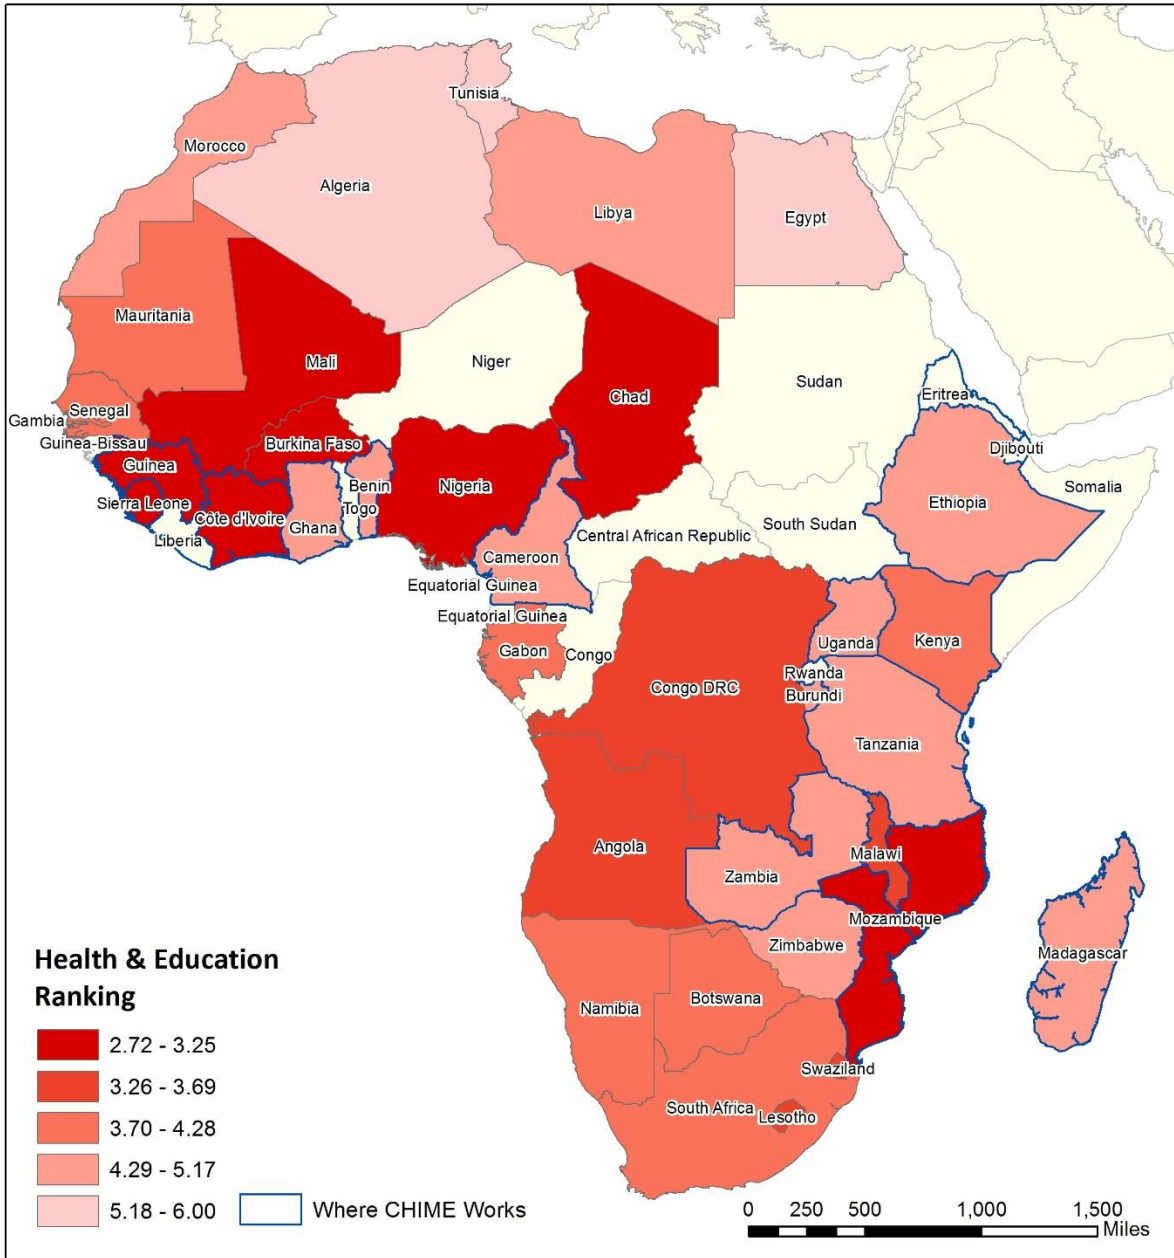 Tunisia
Morocco
Algeria
Libya
Egypt
Mauritania
Mali
Niger
Chad
Sudan
Eritrea
Senegal
Gambia
Guinea-Bissau
Burkina Faso
Djibouti
Guinea
Benin
Nigeria
Somalia
Sierra Leone
Côte d'Ivoire
Ghana
Togo
Ethiopia
South Sudan
Liberia
Central African Republic
Cameroon
Equatorial Guinea
Equatorial Guinea
Gabon
Congo
Uganda
Kenya
Rwanda
Congo DRC
Burundi
Tanzania
Angola
Malawi
Zambia
Mozambique
Zimbabwe
Madagascar
Namibia
Botswana
Swaziland
South Africa
Lesotho
Health & Education
Ranking
2.72 - 3.25
3.26 - 3.69
3.70 - 4.28
4.29 - 5.17
5.18 - 6.00
Where CHIME Works
0 250 500 1,000 1,500
Miles